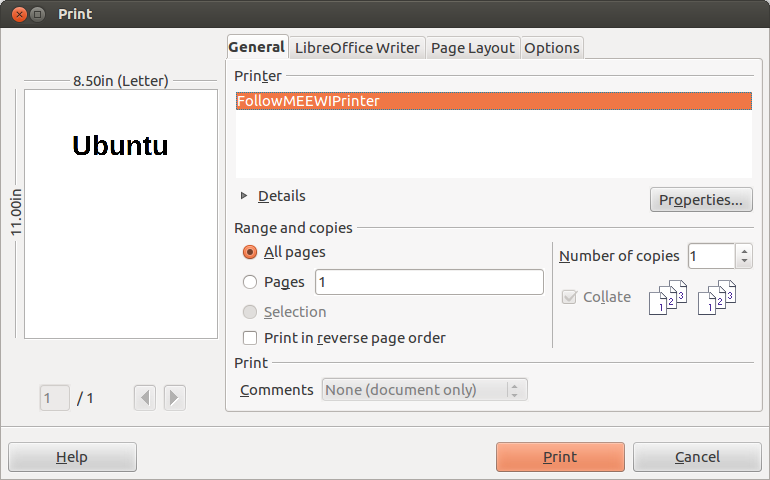 Print
General LibreOffice Writer Page Layout Options
8.50in (Letter)
11.00in
Ubuntu
1 / 1
Printer
FollowMEEWIPrinter
Details
Properties...
Range and copies
All pages
Pages 1
Selection
Print in reverse page order
Number of copies 1
Collate
1 2 3 1 2 3
Print
Comments None (document only)
Help Print Cancel